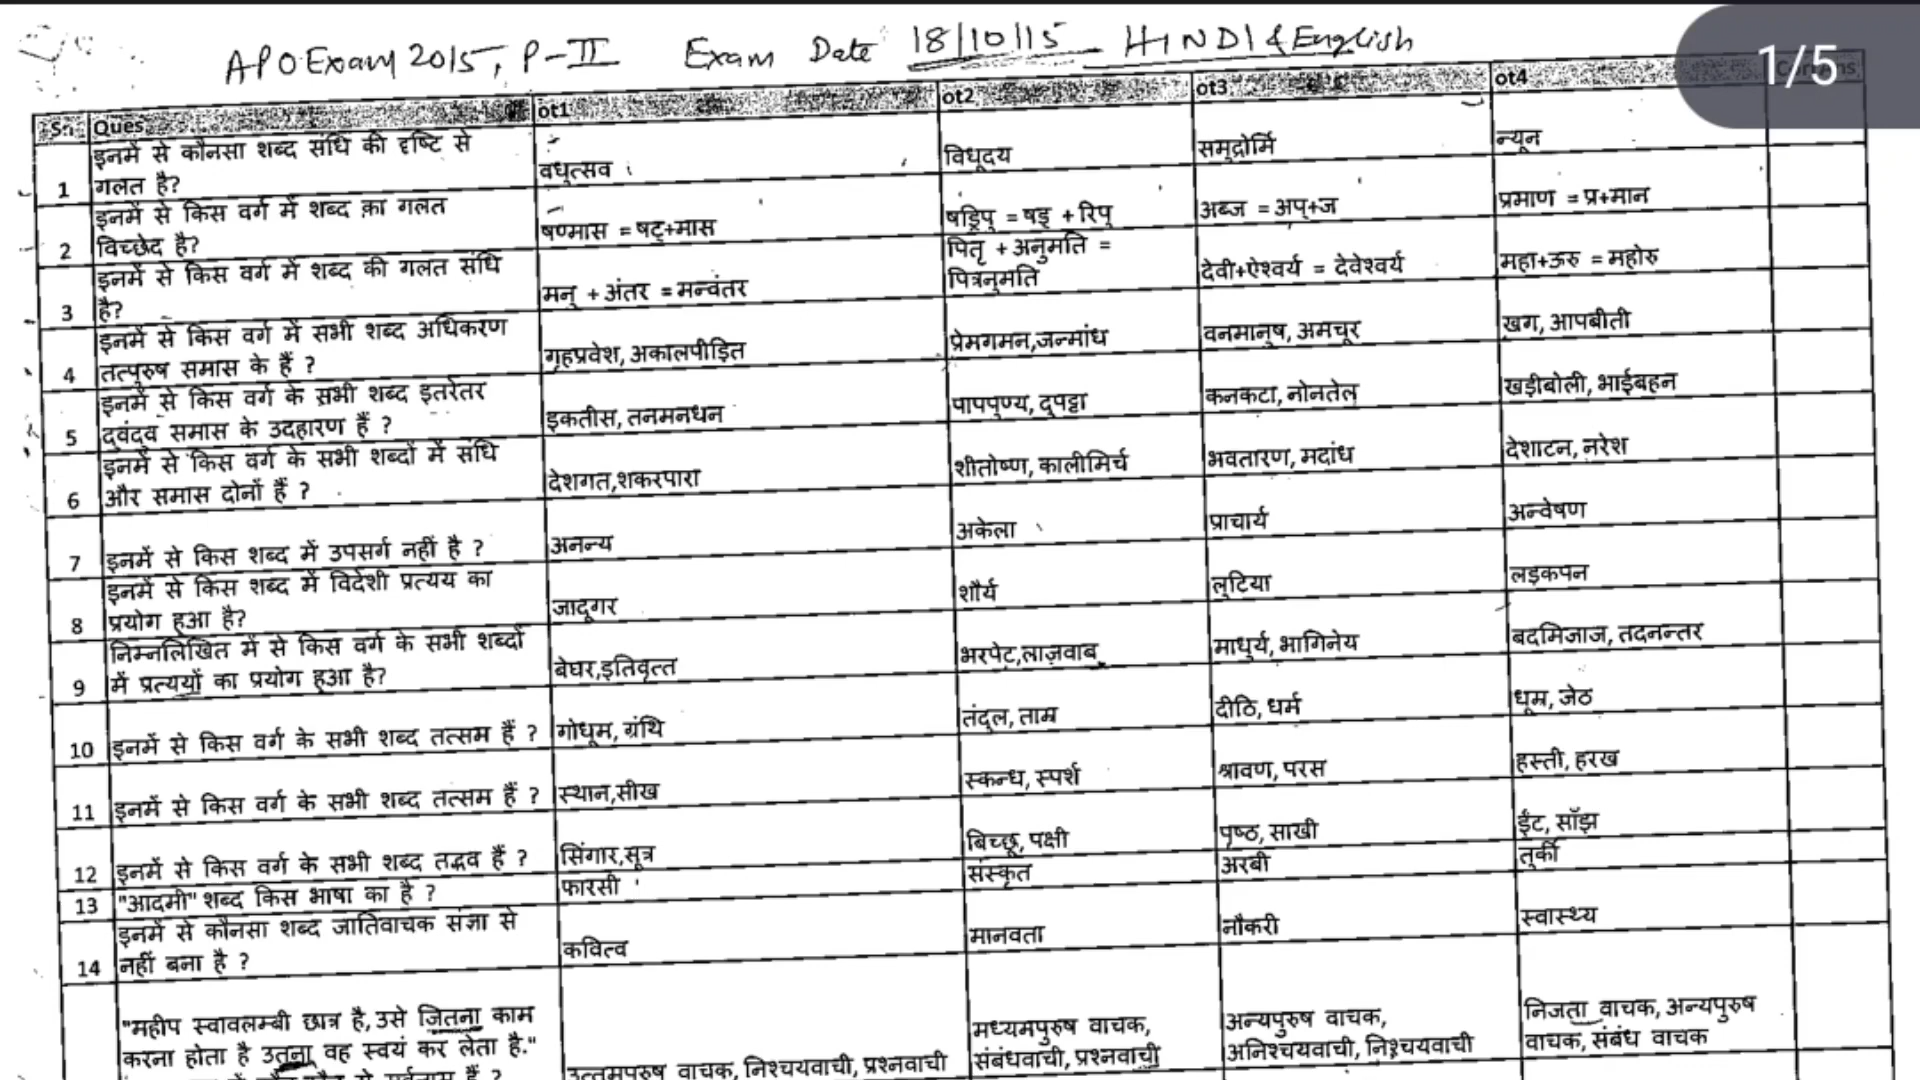 APO Exam 2015, P-II Exam Date 18/10/15 HINDI & English
1/5
Sn Ques ot1 ot2 ot3 ot4
इनमें से कौनसा शब्द संधि की दृष्टि से
1 गलत है? वधुत्सव विधूदय समुद्रोर्मि न्यून
इनमें से किस वर्ग में शब्द का गलत
2 विच्छेद है? षण्मास = षट्+मास षड्रिपु = षड् + रिपु अब्ज = अप्+ज प्रमाण = प्र+मान
इनमें से किस वर्ग में शब्द की गलत संधि पितृ + अनुमति =
3 है? मनु + अंतर = मन्वंतर पित्रनुमति देवी+ऐश्वर्य = देवेश्वर्य महा+ऊरु = महोरु
इनमें से किस वर्ग में सभी शब्द अधिकरण
4 तत्पुरुष समास के हैं ? गृहप्रवेश, अकालपीड़ित प्रेमगमन,जन्मांध वनमानुष, अमचूर खग, आपबीती
इनमें से किस वर्ग के सभी शब्द इतरेतर
5 द्वंद्व समास के उदहारण हैं ? इकतीस, तनमनधन पापपुण्य, दुपट्टा कनकटा, नोनतेल खड़ीबोली, भाईबहन
इनमें से किस वर्ग के सभी शब्दों में संधि
6 और समास दोनों हैं ? देशगत,शकरपारा शीतोष्ण, कालीमिर्च भवतारण, मदांध देशाटन, नरेश
7 इनमें से किस शब्द में उपसर्ग नहीं है ? अनन्य अकेला प्राचार्य अन्वेषण
इनमें से किस शब्द में विदेशी प्रत्यय का
8 प्रयोग हुआ है? जादूगर शौर्य लुटिया लड़कपन
निम्नलिखित में से किस वर्ग के सभी शब्दों
9 में प्रत्ययों का प्रयोग हुआ है? बेघर,इतिवृत्त भरपेट,लाज़वाब माधुर्य, भागिनेय बदमिजाज, तदनन्तर
10 इनमें से किस वर्ग के सभी शब्द तत्सम हैं ? गोधूम, ग्रंथि तंदुल, ताम्र दीठि, धर्म धूम्र, जेठ
11 इनमें से किस वर्ग के सभी शब्द तत्सम हैं ? स्थान,सीख स्कन्ध, स्पर्श श्रावण, परस हस्ती, हरख
12 इनमें से किस वर्ग के सभी शब्द तद्भव हैं ? सिंगार,सूत्र बिच्छू, पक्षी पृष्ठ, साखी ईंट, साँझ
13 "आदमी" शब्द किस भाषा का है ? फारसी संस्कृत अरबी तुर्की
इनमें से कौनसा शब्द जातिवाचक संज्ञा से
14 नहीं बना है ? कवित्व मानवता नौकरी स्वास्थ्य
"महीप स्वावलम्बी छात्र है, उसे जितना काम मध्यमपुरुष वाचक, अन्यपुरुष वाचक, निजता वाचक, अन्यपुरुष
करना होता है उतना वह स्वयं कर लेता है." उत्तमपुरुष वाचक, निश्चयवाची, प्रश्नवाची संबंधवाची, प्रश्नवाची अनिश्चयवाची, निश्चयवाची वाचक, संबंध वाचक